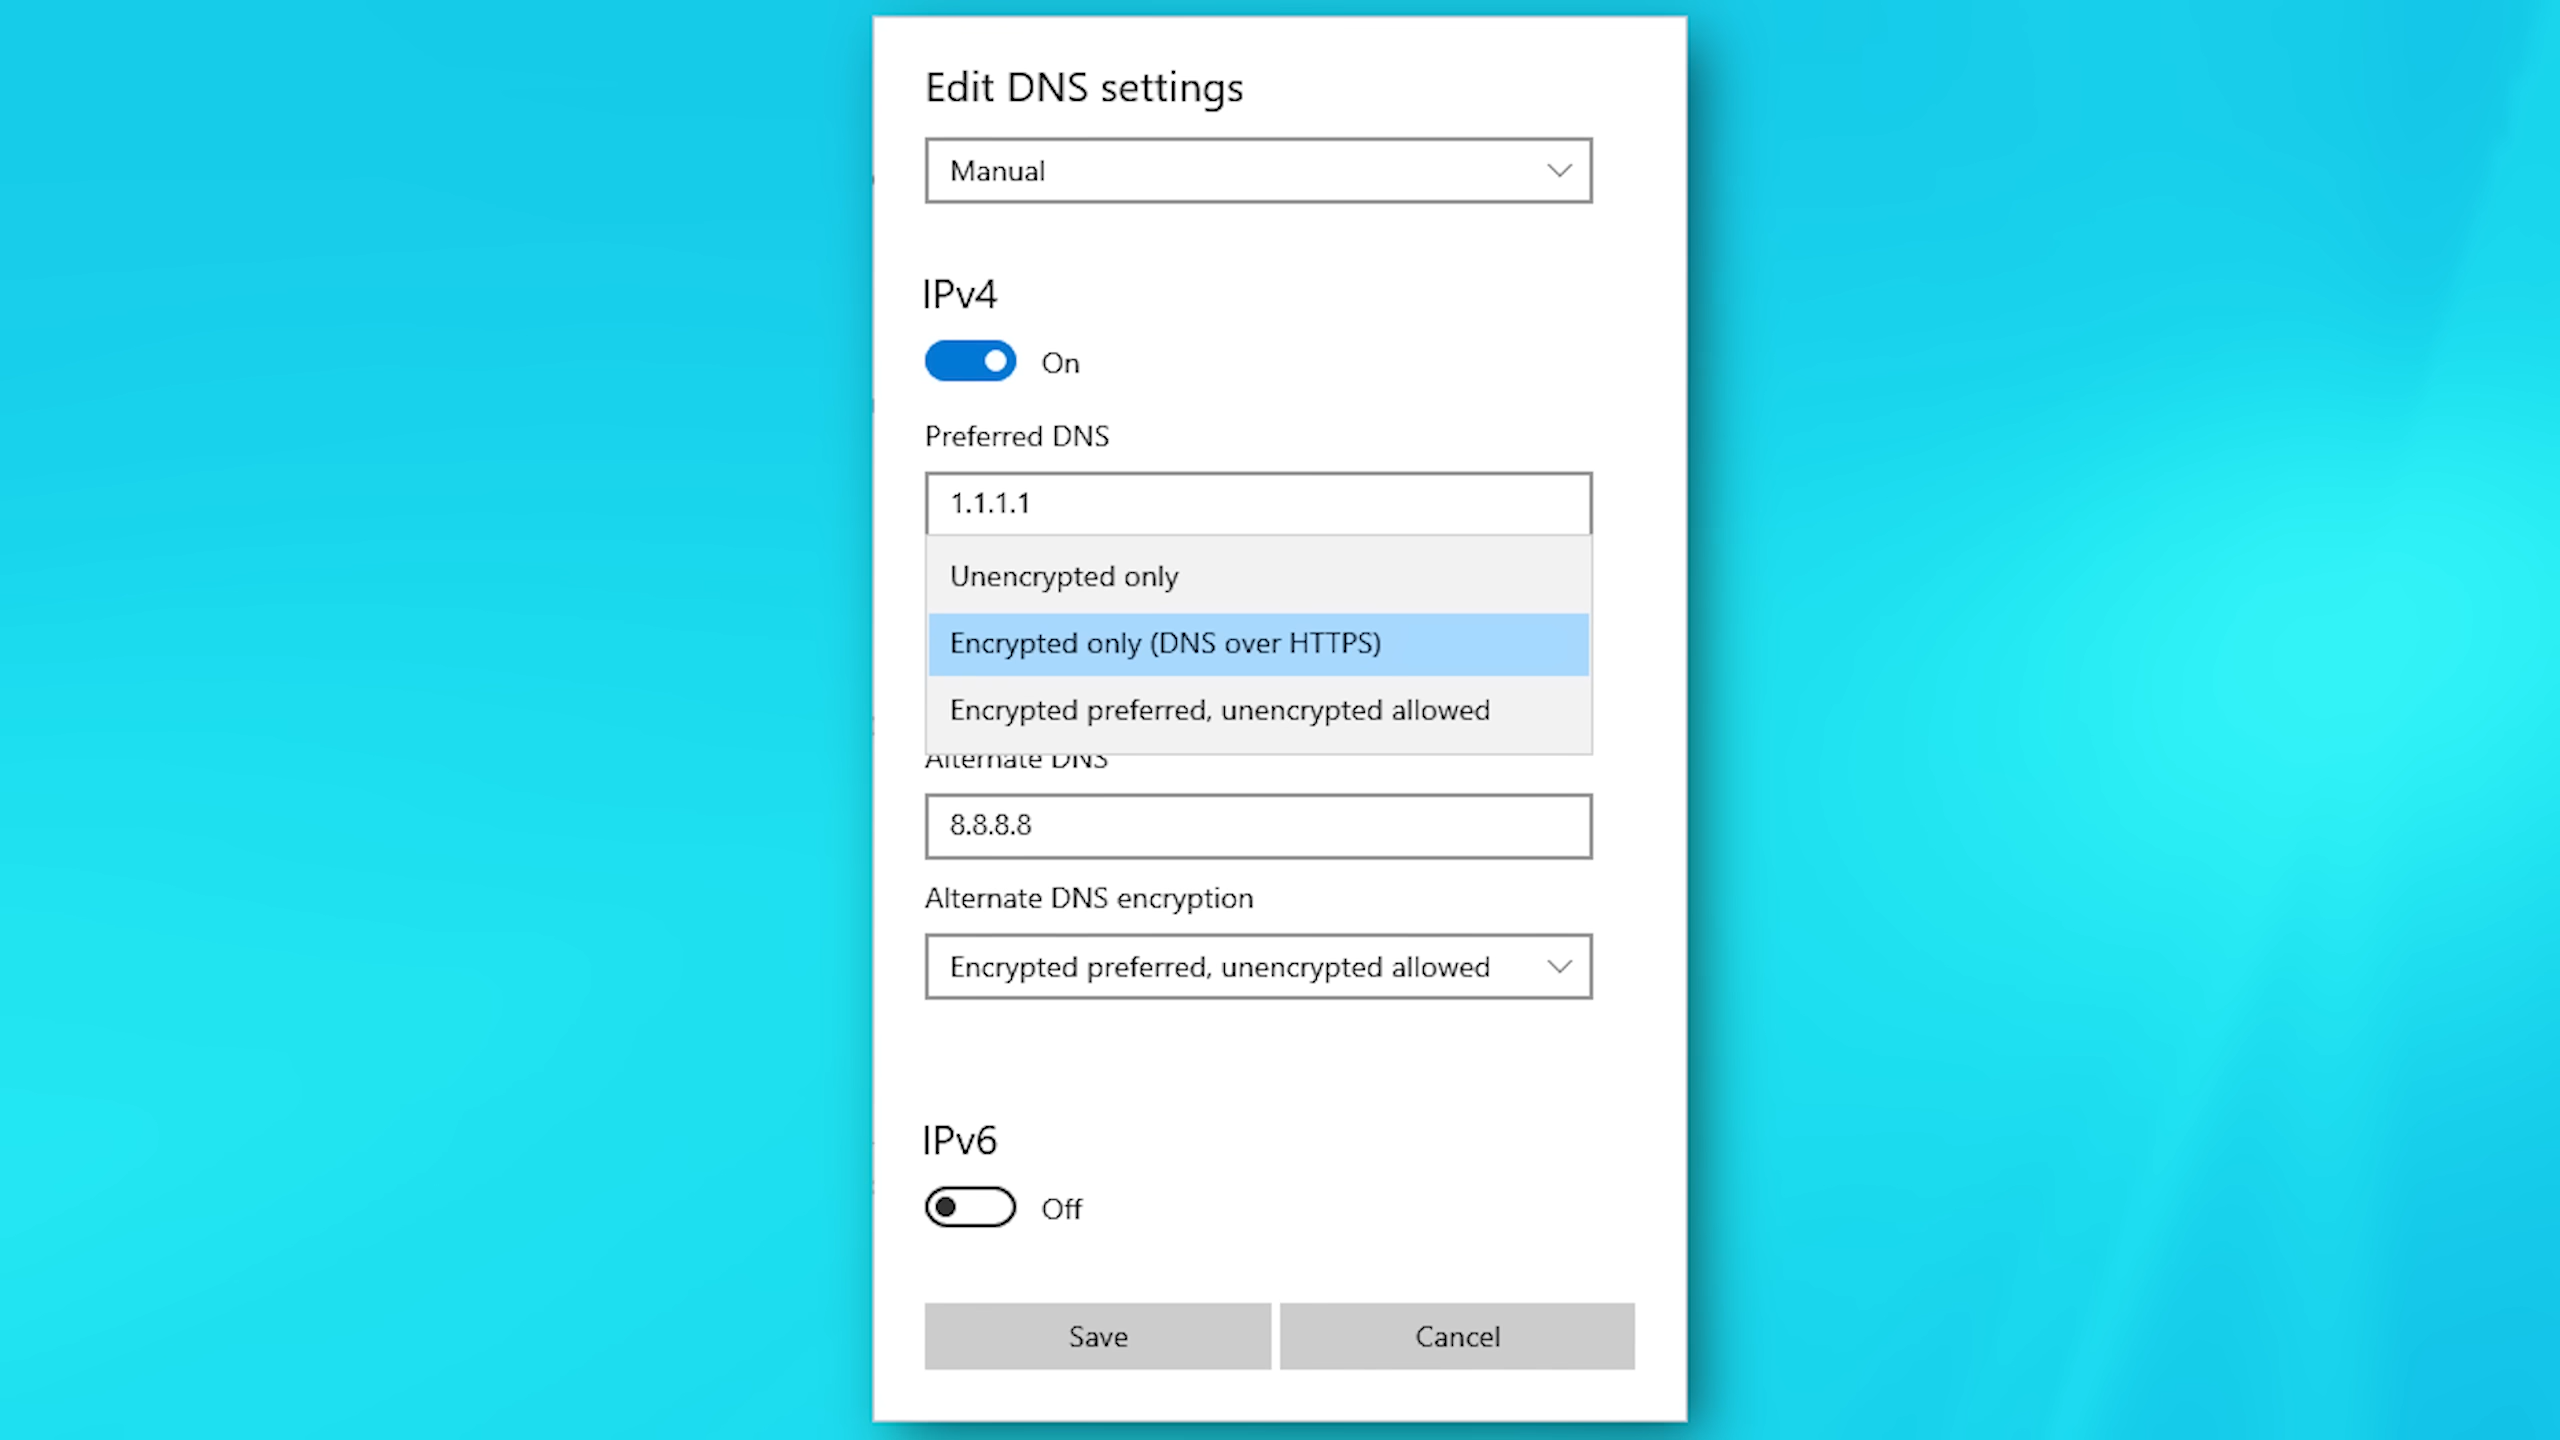 Edit DNS settings
Manual
IPv4
On
Preferred DNS
1.1.1.1
Unencrypted only
Encrypted only (DNS over HTTPS)
Encrypted preferred, unencrypted allowed
Alternate DNS
8.8.8.8
Alternate DNS encryption
Encrypted preferred, unencrypted allowed
IPv6
Off
Save
Cancel